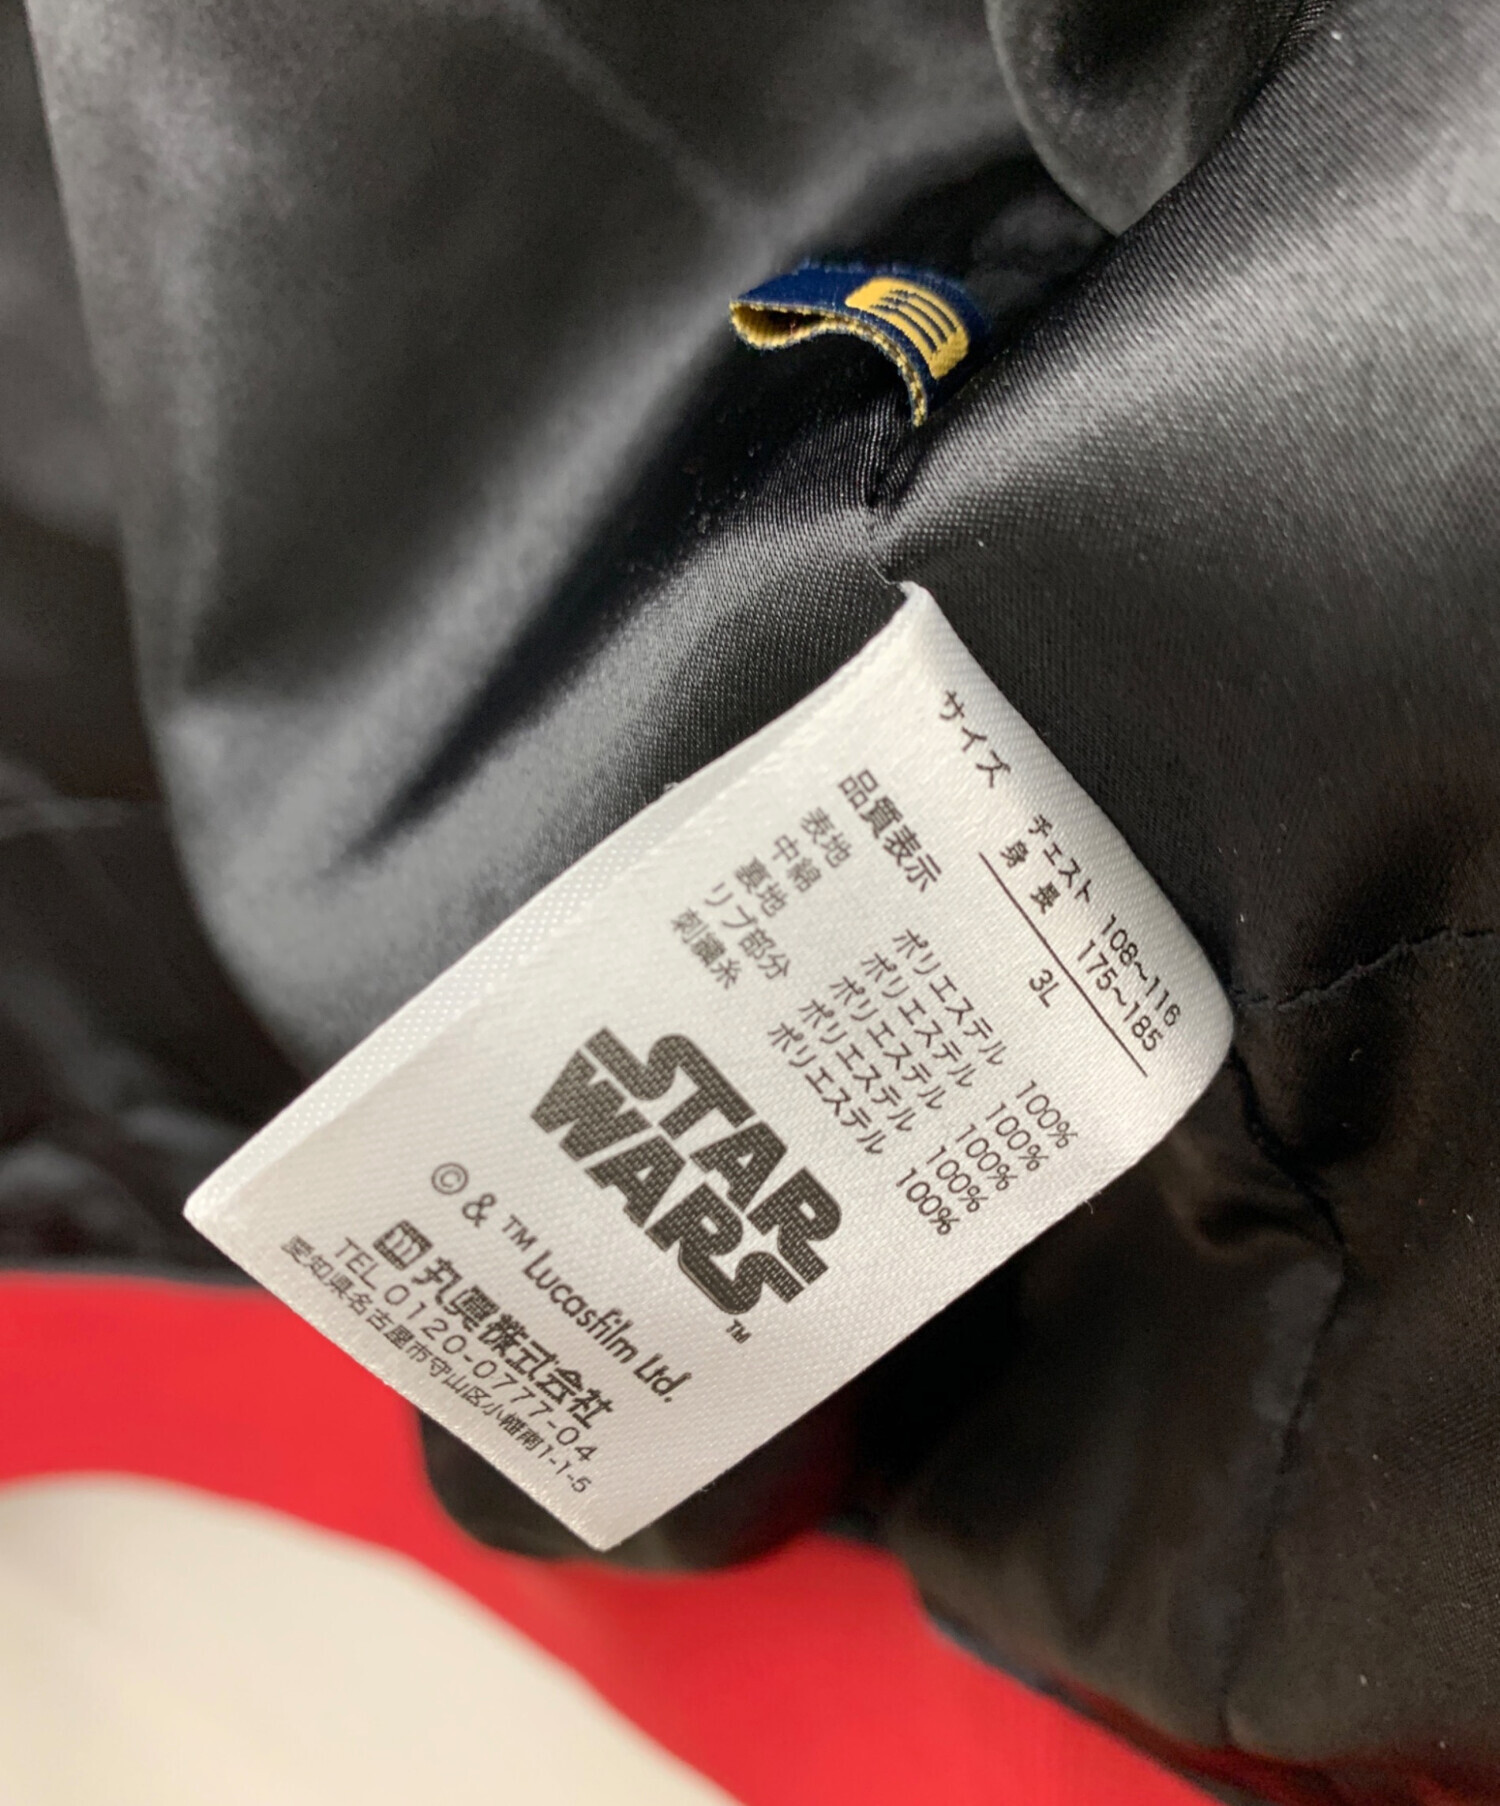 サイズ
チェスト 108~116
身長 175~185
3L
品質表示
表地 ポリエステル 100%
中綿 ポリエステル 100%
裏地 ポリエステル 100%
リブ部分 ポリエステル 100%
刺繍糸 ポリエステル 100%
STAR
WARS
TM
© & TM Lucasfilm Ltd.
丸眞株式会社
TEL 0120-0777-04
愛知県名古屋市守山区小幡南1-1-5